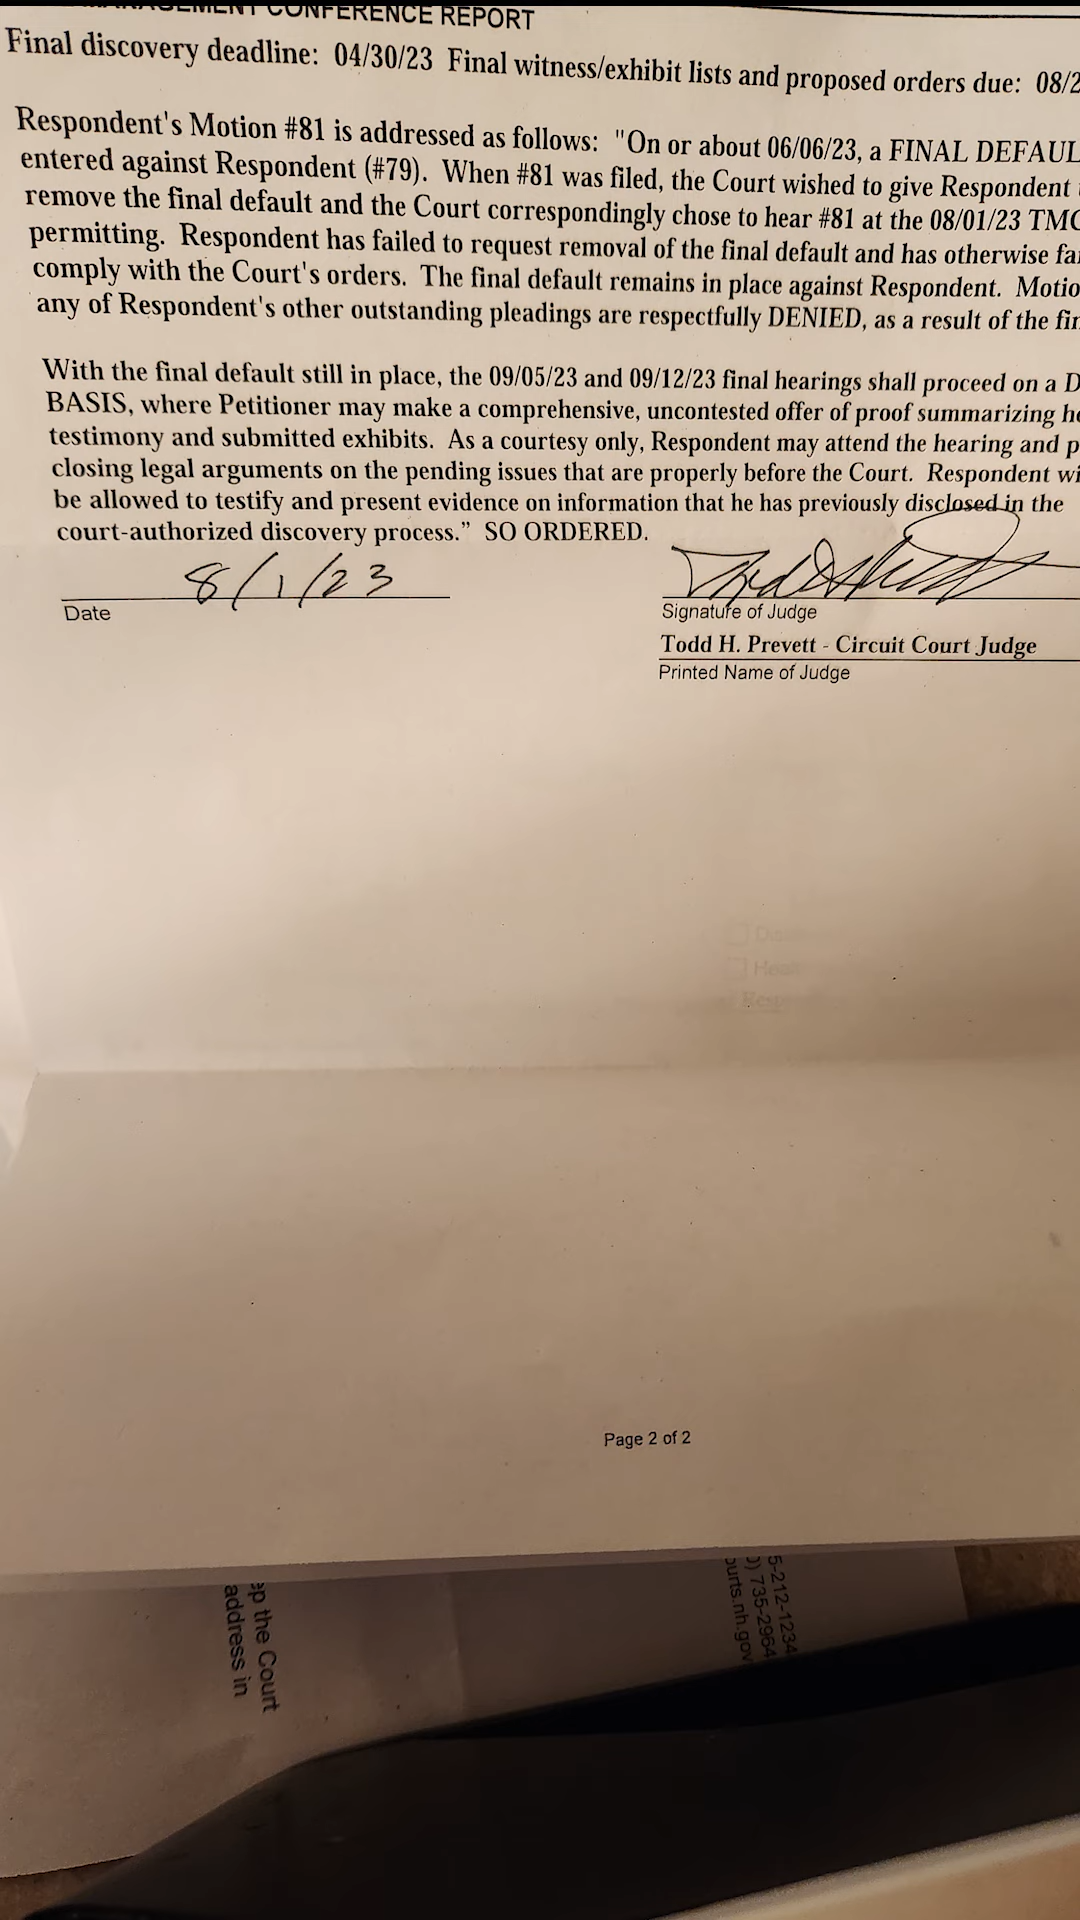 CONFERENCE REPORT
Final discovery deadline: 04/30/23 Final witness/exhibit lists and proposed orders due: 08/2
Respondent's Motion #81 is addressed as follows: "On or about 06/06/23, a FINAL DEFAUL
entered against Respondent (#79). When #81 was filed, the Court wished to give Respondent
remove the final default and the Court correspondingly chose to hear #81 at the 08/01/23 TMC
permitting. Respondent has failed to request removal of the final default and has otherwise fai
comply with the Court's orders. The final default remains in place against Respondent. Motio
any of Respondent's other outstanding pleadings are respectfully DENIED, as a result of the fin
With the final default still in place, the 09/05/23 and 09/12/23 final hearings shall proceed on a D
BASIS, where Petitioner may make a comprehensive, uncontested offer of proof summarizing he
testimony and submitted exhibits. As a courtesy only, Respondent may attend the hearing and p
closing legal arguments on the pending issues that are properly before the Court. Respondent wi
be allowed to testify and present evidence on information that he has previously disclosed in the
court-authorized discovery process." SO ORDERED.
8/1/23
Date
Signature of Judge
Todd H. Prevett - Circuit Court Judge
Printed Name of Judge
Page 2 of 2
ep the Court
address in
5-212-1234
) 735-2964
ourts.nh.gov